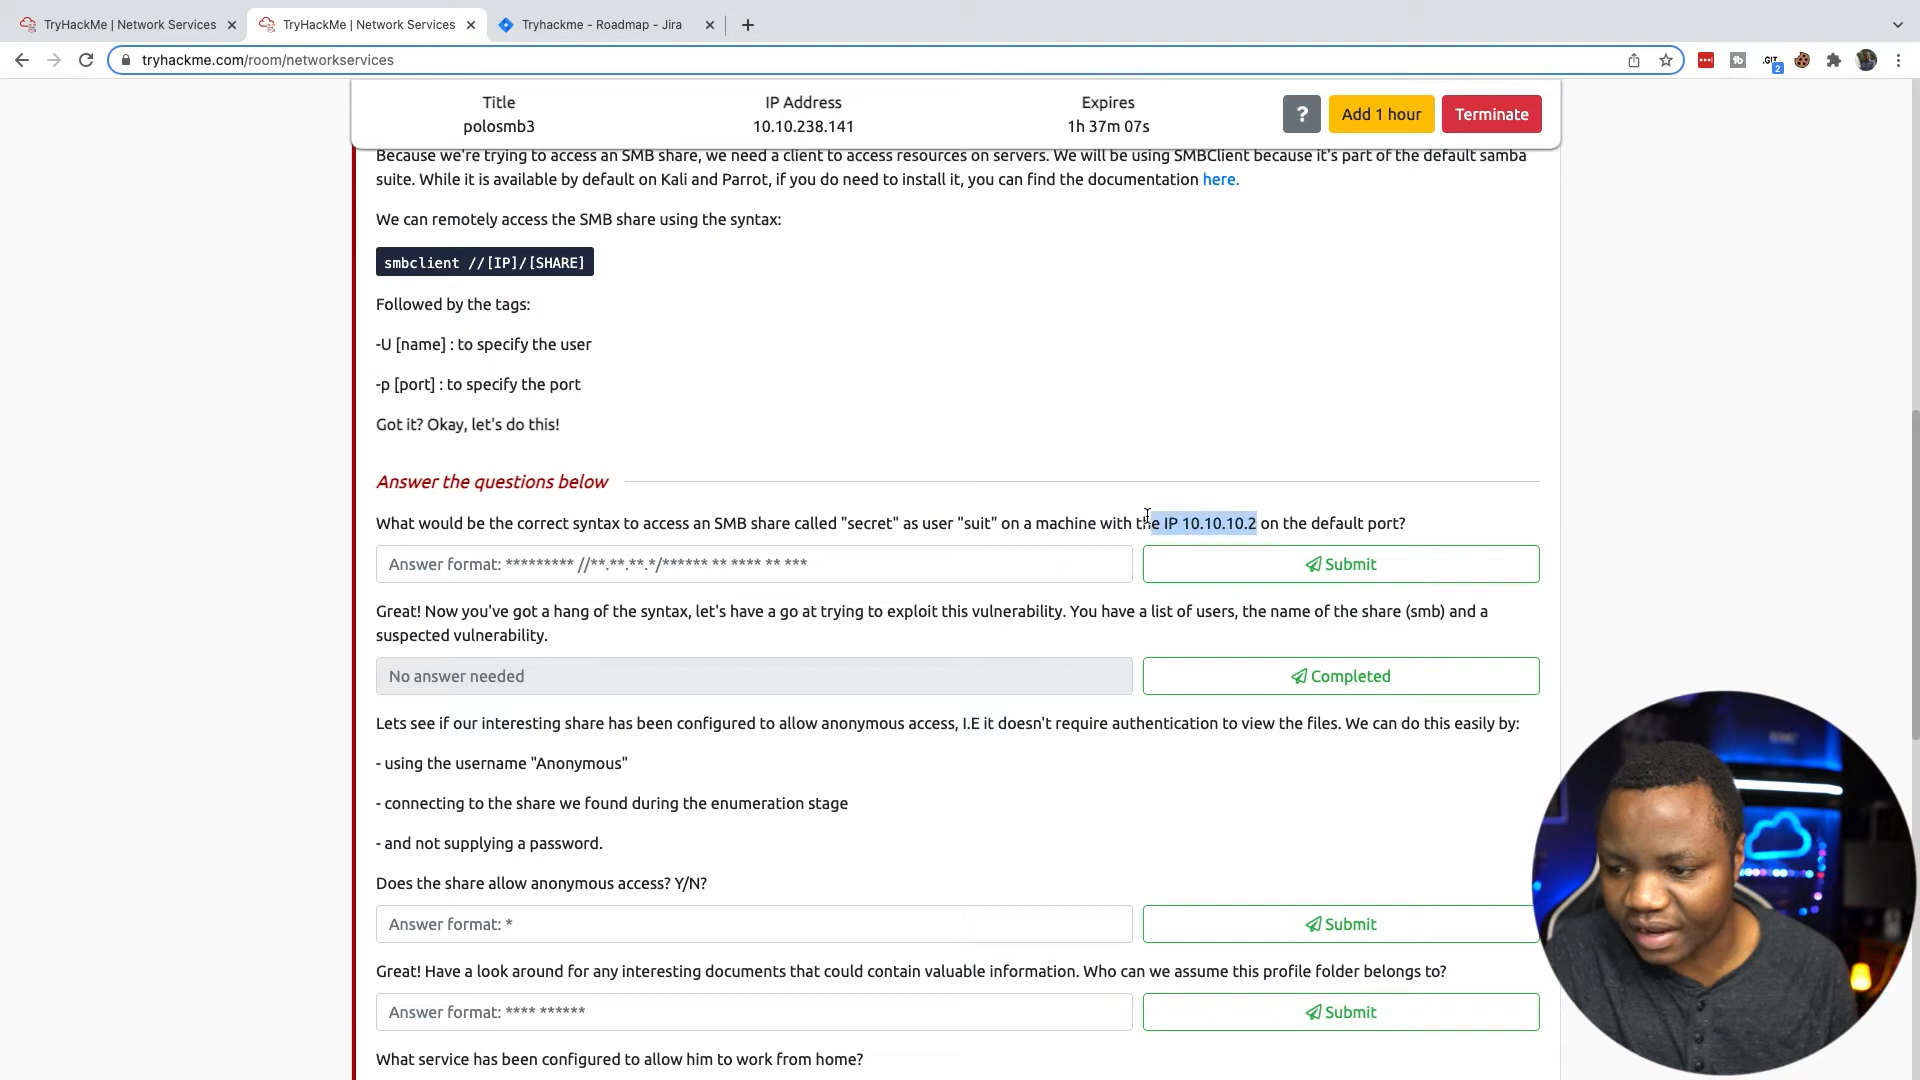 TryHackMe | Network Services
TryHackMe | Network Services
Tryhackme - Roadmap - Jira
tryhackme.com/room/networkservices
.GIT
2
Title
polosmb3
IP Address
10.10.238.141
Expires
1h 37m 07s
?
Add 1 hour
Terminate
Because we're trying to access an SMB share, we need a client to access resources on servers. We will be using SMBClient because it's part of the default samba
suite. While it is available by default on Kali and Parrot, if you do need to install it, you can find the documentation here.
We can remotely access the SMB share using the syntax:
smbclient //[IP]/[SHARE]
Followed by the tags:
-U [name] : to specify the user
-p [port] : to specify the port
Got it? Okay, let's do this!
Answer the questions below
What would be the correct syntax to access an SMB share called "secret" as user "suit" on a machine with the IP 10.10.10.2 on the default port?
Answer format: ********* //**.**.**.*/****** ** **** ** ***
Submit
Great! Now you've got a hang of the syntax, let's have a go at trying to exploit this vulnerability. You have a list of users, the name of the share (smb) and a
suspected vulnerability.
No answer needed
Completed
Lets see if our interesting share has been configured to allow anonymous access, I.E it doesn't require authentication to view the files. We can do this easily by:
- using the username "Anonymous"
- connecting to the share we found during the enumeration stage
- and not supplying a password.
Does the share allow anonymous access? Y/N?
Answer format: *
Submit
Great! Have a look around for any interesting documents that could contain valuable information. Who can we assume this profile folder belongs to?
Answer format: **** ******
Submit
What service has been configured to allow him to work from home?